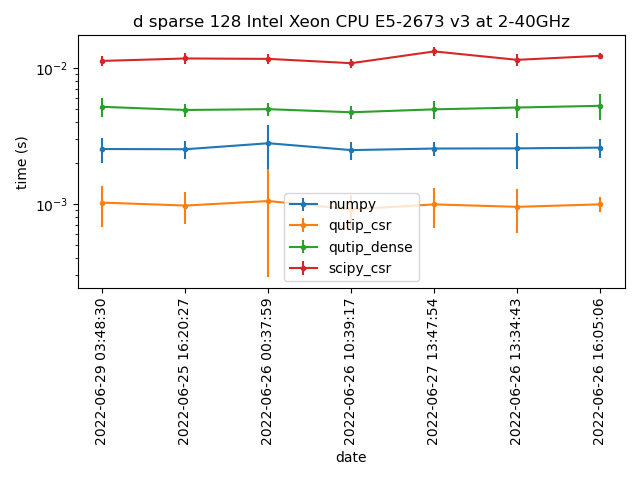 d sparse 128 Intel Xeon CPU E5-2673 v3 at 2-40GHz
time (s)
10⁻²
10⁻³
numpy
qutip_csr
qutip_dense
scipy_csr
2022-06-29 03:48:30
2022-06-25 16:20:27
2022-06-26 00:37:59
2022-06-26 10:39:17
2022-06-27 13:47:54
2022-06-26 13:34:43
2022-06-26 16:05:06
date